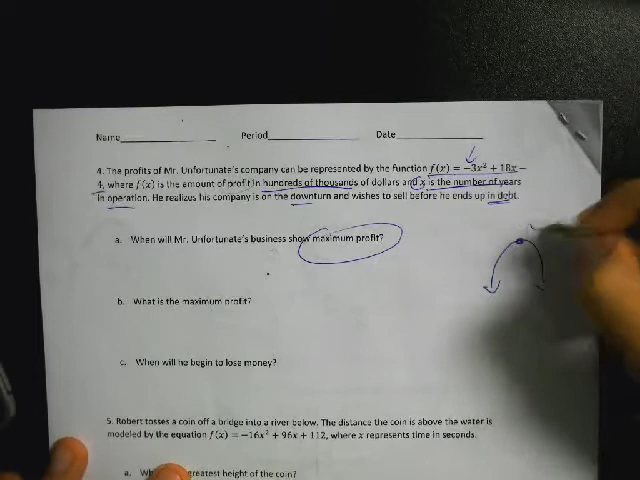 Name____________ Period____________ Date____________
4. The profits of Mr. Unfortunate's company can be represented by the function f(x) = −3x² + 18x −
4, where f(x) is the amount of profit in hundreds of thousands of dollars and x is the number of years
in operation. He realizes his company is on the downturn and wishes to sell before he ends up in debt.
a. When will Mr. Unfortunate's business show maximum profit?
b. What is the maximum profit?
c. When will he begin to lose money?
5. Robert tosses a coin off a bridge into a river below. The distance the coin is above the water is
modeled by the equation f(x) = −16x² + 96x + 112, where x represents time in seconds.
a. greatest height of the coin?